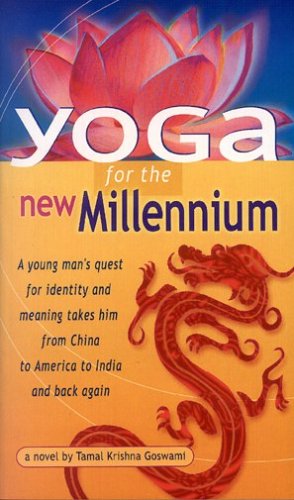 YOGA
for the
new Millennium
A young man's quest
for identity and
meaning takes him
from China
to America to India
and back again
a novel by Tamal Krishna Goswami